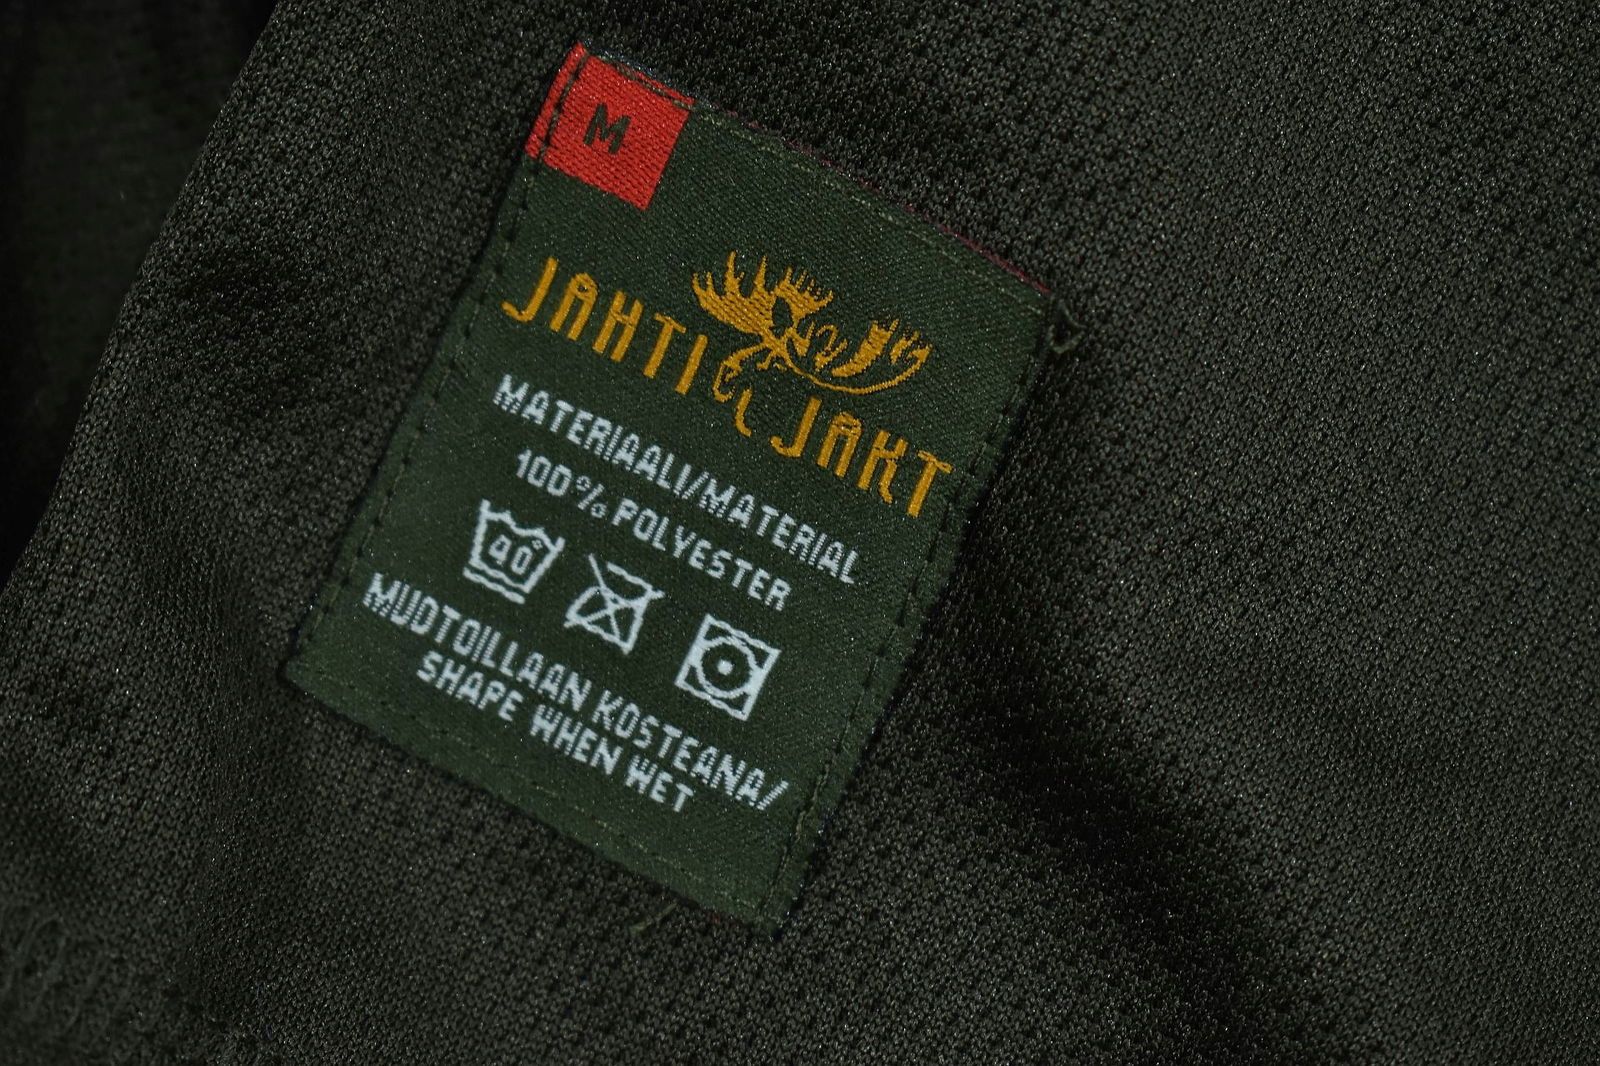 M
JAHTI JAKT
MATERIAALI/MATERIAL
100% POLYESTER
40°
MUOTOILLAAN KOSTEANA/
SHAPE WHEN WET